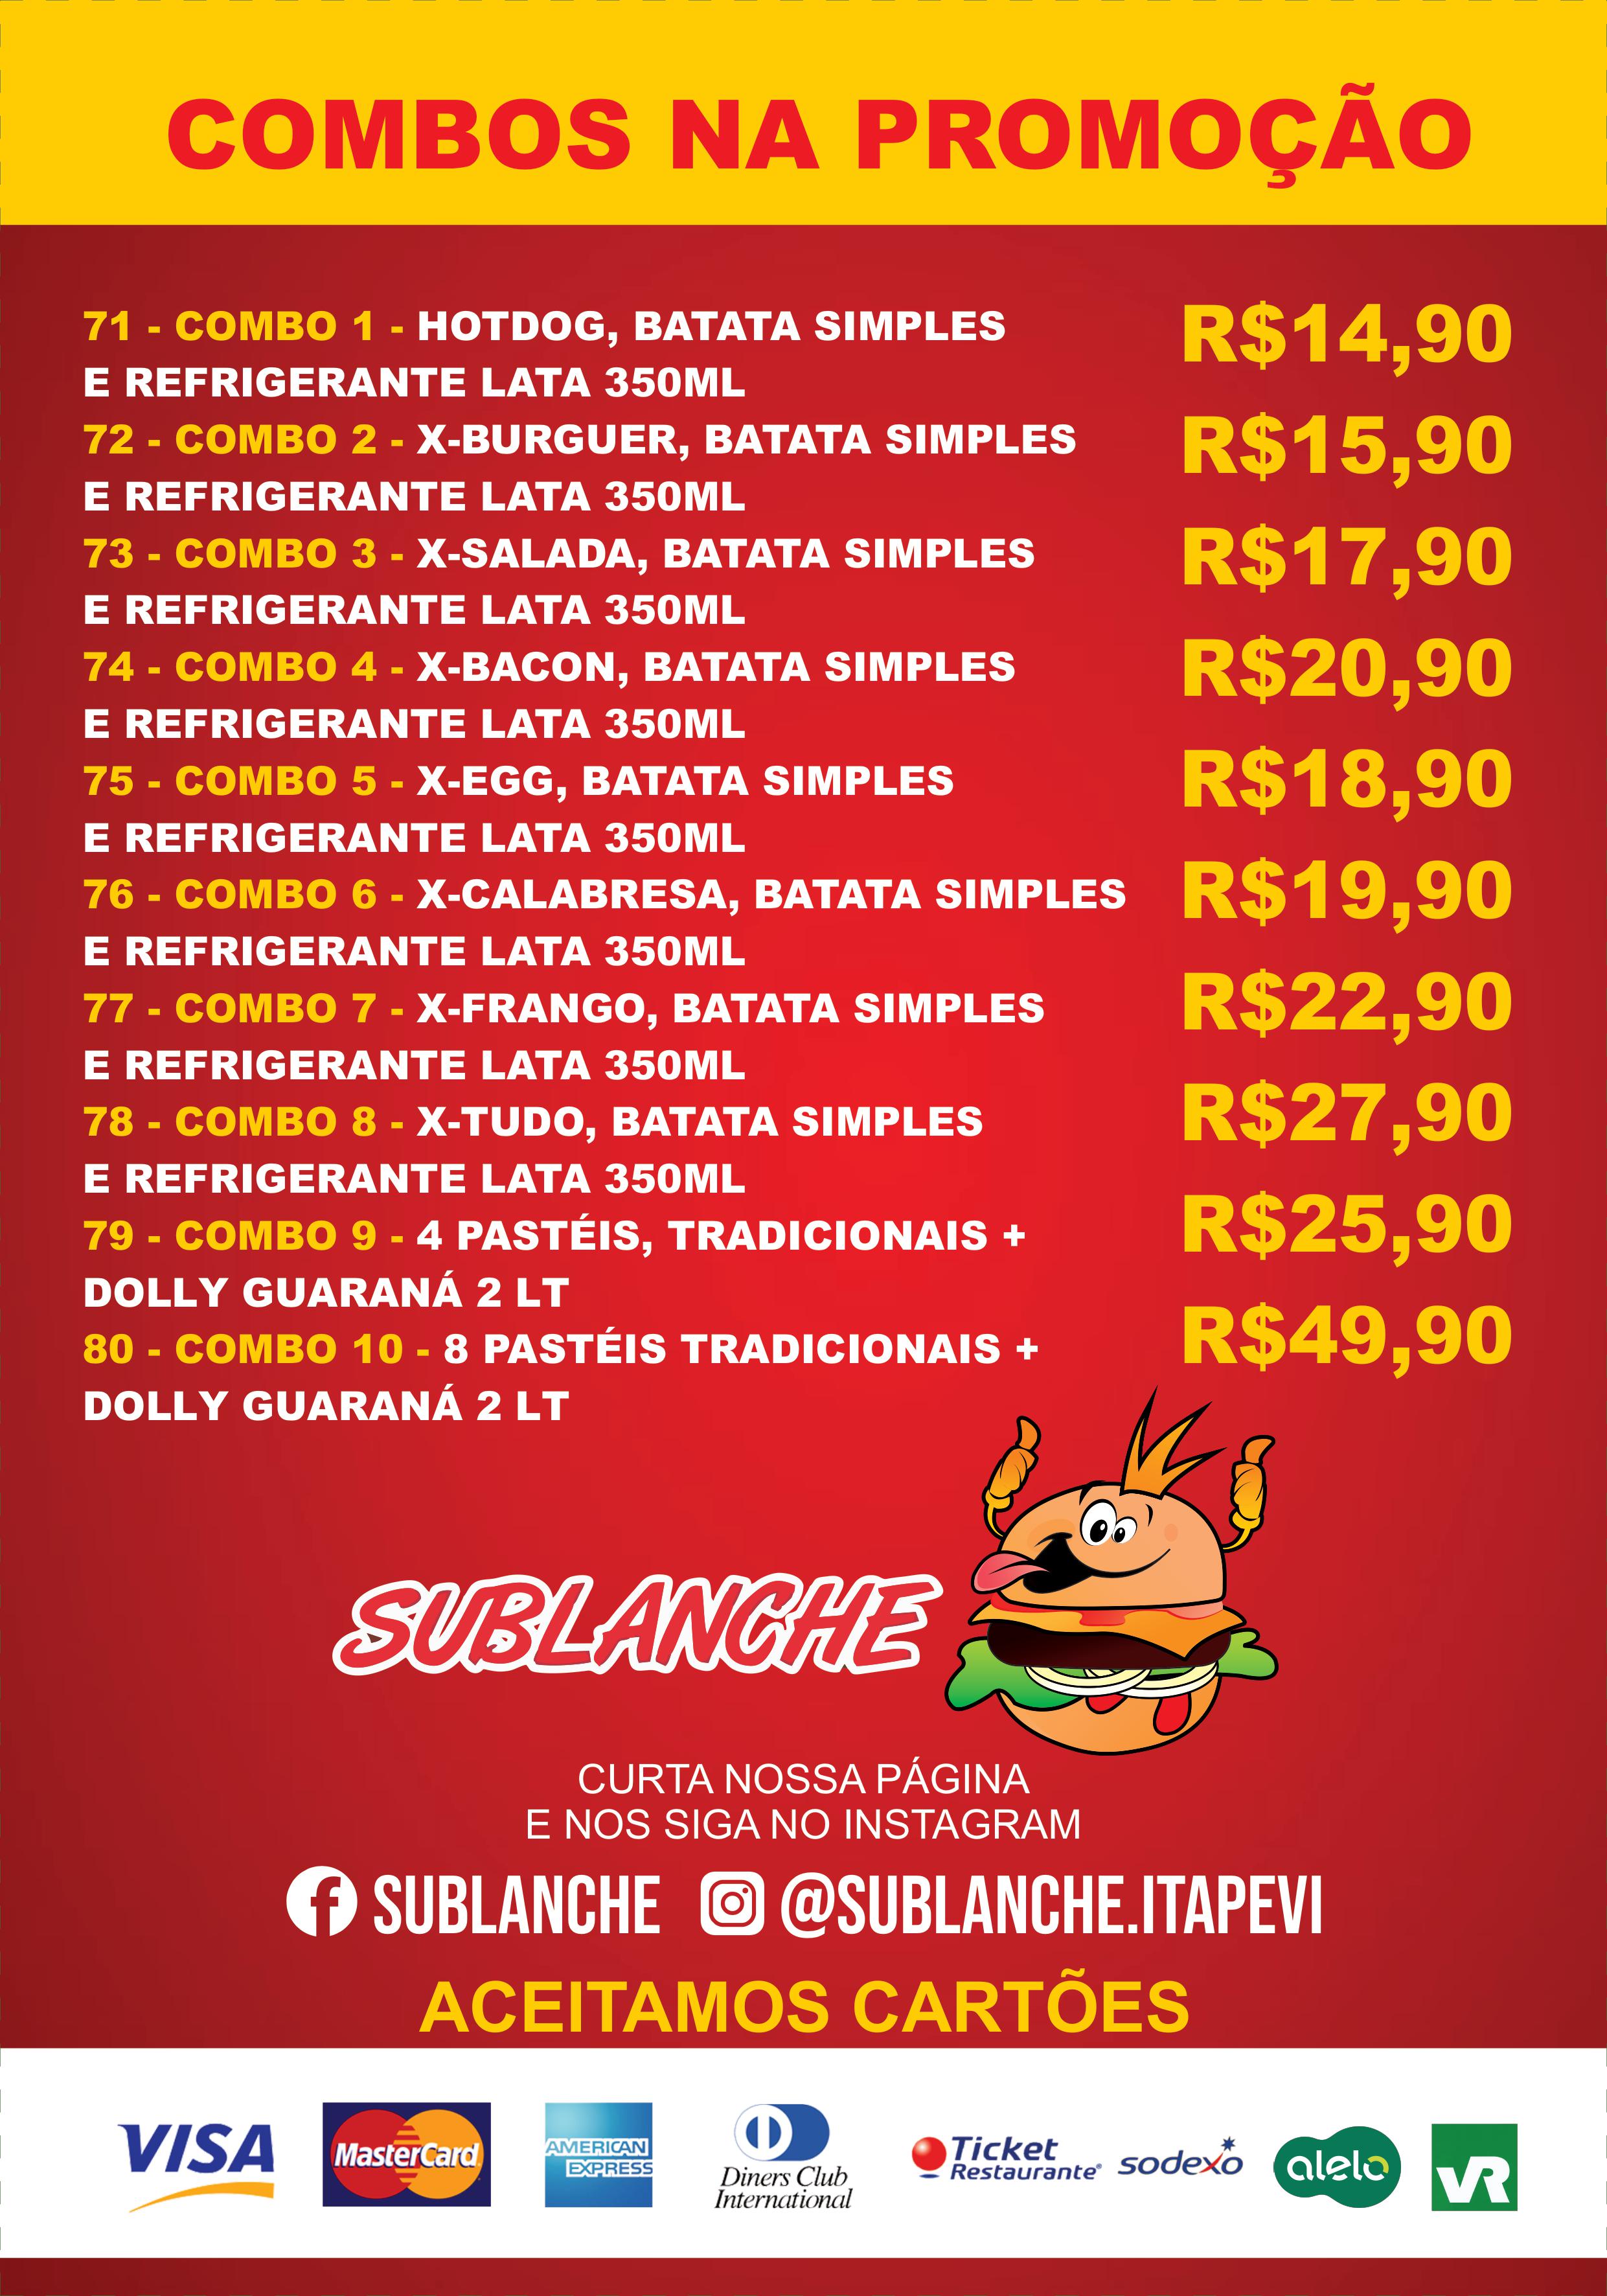 COMBOS NA PROMOÇÃO
71 - COMBO 1 - HOTDOG, BATATA SIMPLES R$14,90
E REFRIGERANTE LATA 350ML
72 - COMBO 2 - X-BURGUER, BATATA SIMPLES R$15,90
E REFRIGERANTE LATA 350ML
73 - COMBO 3 - X-SALADA, BATATA SIMPLES R$17,90
E REFRIGERANTE LATA 350ML
74 - COMBO 4 - X-BACON, BATATA SIMPLES R$20,90
E REFRIGERANTE LATA 350ML
75 - COMBO 5 - X-EGG, BATATA SIMPLES R$18,90
E REFRIGERANTE LATA 350ML
76 - COMBO 6 - X-CALABRESA, BATATA SIMPLES R$19,90
E REFRIGERANTE LATA 350ML
77 - COMBO 7 - X-FRANGO, BATATA SIMPLES R$22,90
E REFRIGERANTE LATA 350ML
78 - COMBO 8 - X-TUDO, BATATA SIMPLES R$27,90
E REFRIGERANTE LATA 350ML
79 - COMBO 9 - 4 PASTÉIS, TRADICIONAIS + R$25,90
DOLLY GUARANÁ 2 LT
80 - COMBO 10 - 8 PASTÉIS TRADICIONAIS + R$49,90
DOLLY GUARANÁ 2 LT
SUBLANCHE
CURTA NOSSA PÁGINA
E NOS SIGA NO INSTAGRAM
f SUBLANCHE @SUBLANCHE.ITAPEVI
ACEITAMOS CARTÕES
VISA
MasterCard
AMERICAN
EXPRESS
Diners Club
International
Ticket
Restaurante®
sodexo
alelo
VR